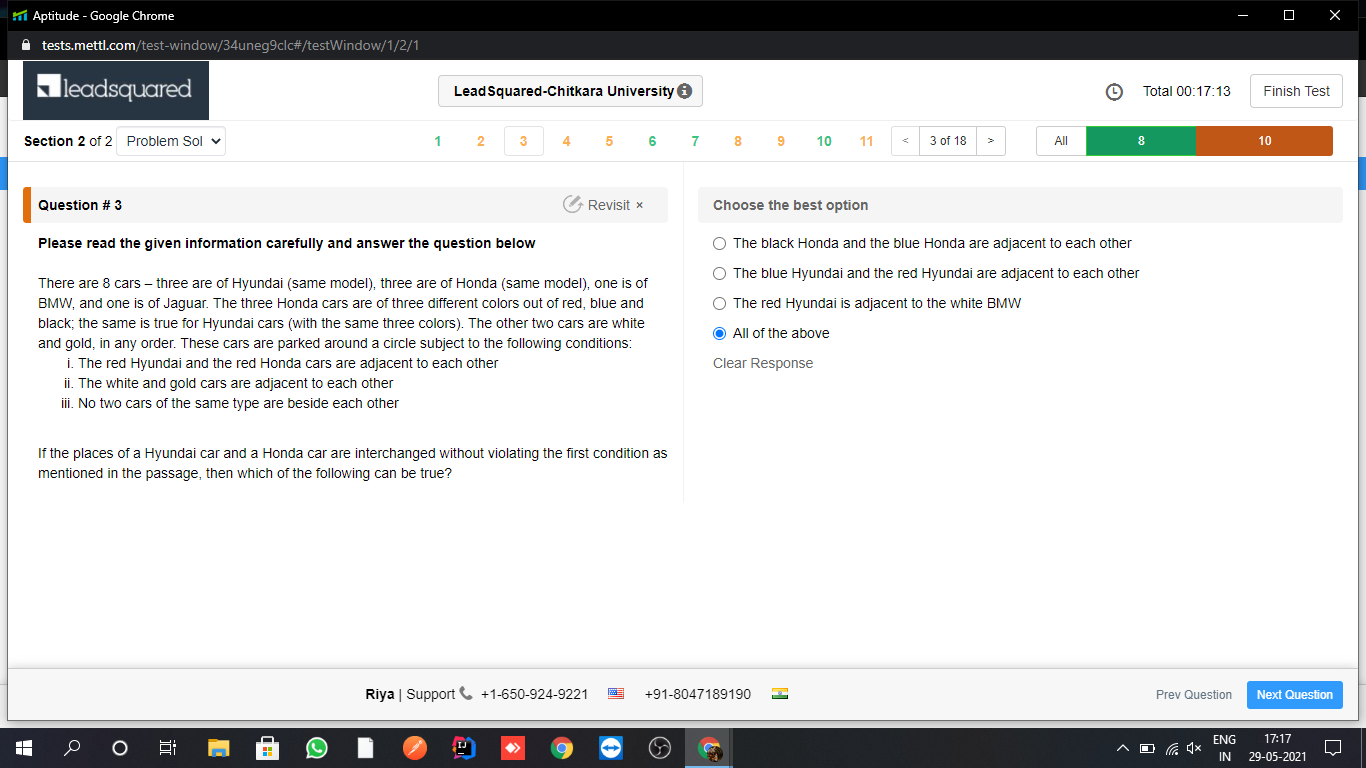 Aptitude - Google Chrome
tests.mettl.com/test-window/34uneg9clc#/testWindow/1/2/1
leadsquared
LeadSquared-Chitkara University
Total 00:17:13
Finish Test
Section 2 of 2 Problem Sol
1 2 3 4 5 6 7 8 9 10 11 < 3 of 18 > All 8 10
Question # 3
Revisit ×
Choose the best option
Please read the given information carefully and answer the question below
There are 8 cars – three are of Hyundai (same model), three are of Honda (same model), one is of
BMW, and one is of Jaguar. The three Honda cars are of three different colors out of red, blue and
black; the same is true for Hyundai cars (with the same three colors). The other two cars are white
and gold, in any order. These cars are parked around a circle subject to the following conditions:
i. The red Hyundai and the red Honda cars are adjacent to each other
ii. The white and gold cars are adjacent to each other
iii. No two cars of the same type are beside each other
If the places of a Hyundai car and a Honda car are interchanged without violating the first condition as
mentioned in the passage, then which of the following can be true?
The black Honda and the blue Honda are adjacent to each other
The blue Hyundai and the red Hyundai are adjacent to each other
The red Hyundai is adjacent to the white BMW
All of the above
Clear Response
Riya | Support +1-650-924-9221 +91-8047189190
Prev Question
Next Question
ENG
IN
17:17
29-05-2021